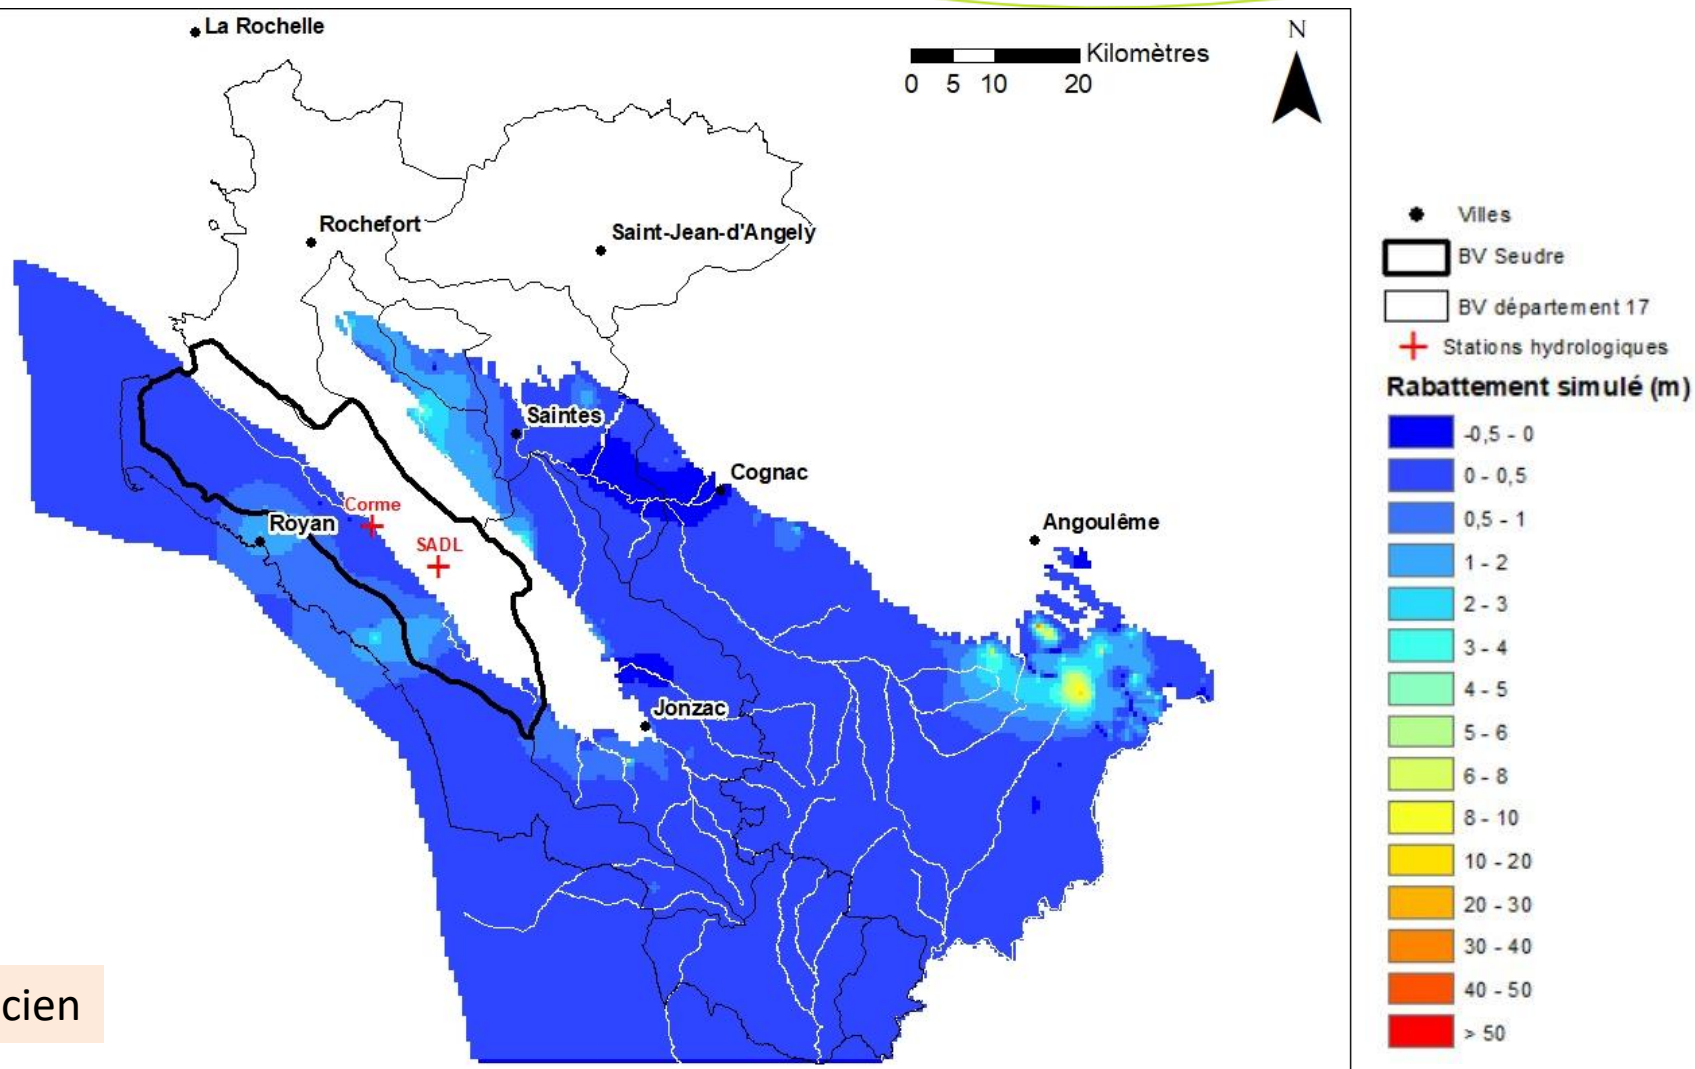 La Rochelle
N
Kilomètres
0 5 10 20
Rochefort
Saint-Jean-d'Angely
Saintes
Cognac
Corme
Royan
SADL
Angoulême
Jonzac
cien
Villes
BV Seudre
BV département 17
Stations hydrologiques
Rabattement simulé (m)
-0,5 - 0
0 - 0,5
0,5 - 1
1 - 2
2 - 3
3 - 4
4 - 5
5 - 6
6 - 8
8 - 10
10 - 20
20 - 30
30 - 40
40 - 50
> 50